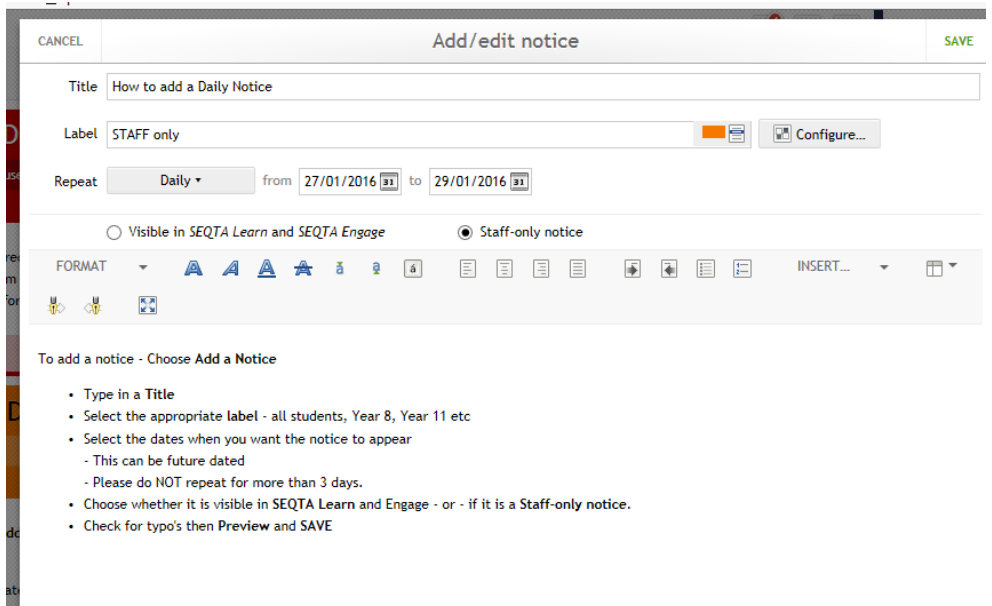 CANCEL Add/edit notice SAVE
Title How to add a Daily Notice
Label STAFF only Configure...
Repeat Daily from 27/01/2016 31 to 29/01/2016 31
Visible in SEQTA Learn and SEQTA Engage Staff-only notice
FORMAT A A A A ă ą á INSERT...
To add a notice - Choose Add a Notice
• Type in a Title
• Select the appropriate label - all students, Year 8, Year 11 etc
• Select the dates when you want the notice to appear
- This can be future dated
- Please do NOT repeat for more than 3 days.
• Choose whether it is visible in SEQTA Learn and Engage - or - if it is a Staff-only notice.
• Check for typo's then Preview and SAVE